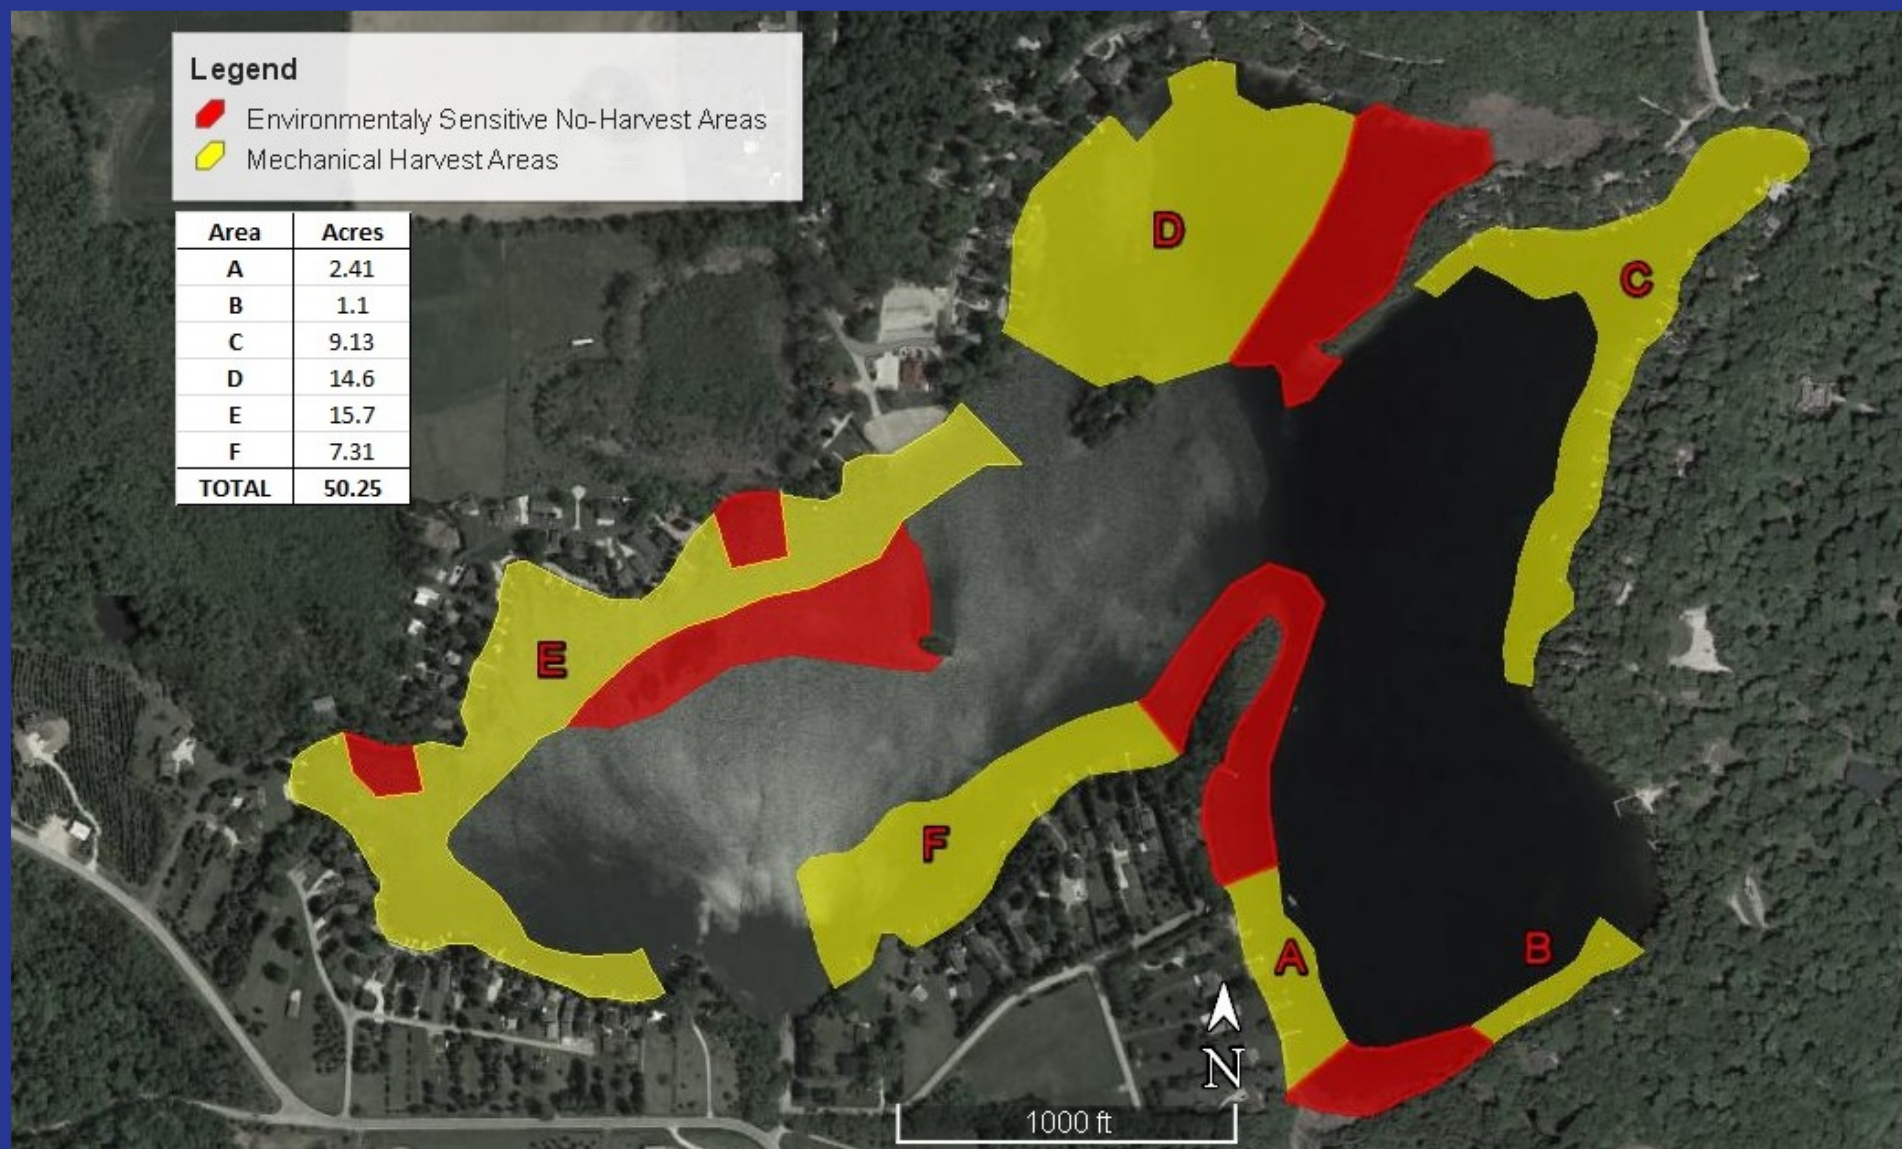 Legend
Environmentaly Sensitive No-Harvest Areas
Mechanical Harvest Areas
Area Acres
A 2.41
B 1.1
C 9.13
D 14.6
E 15.7
F 7.31
TOTAL 50.25
D
C
E
F
A
B
N
1000 ft